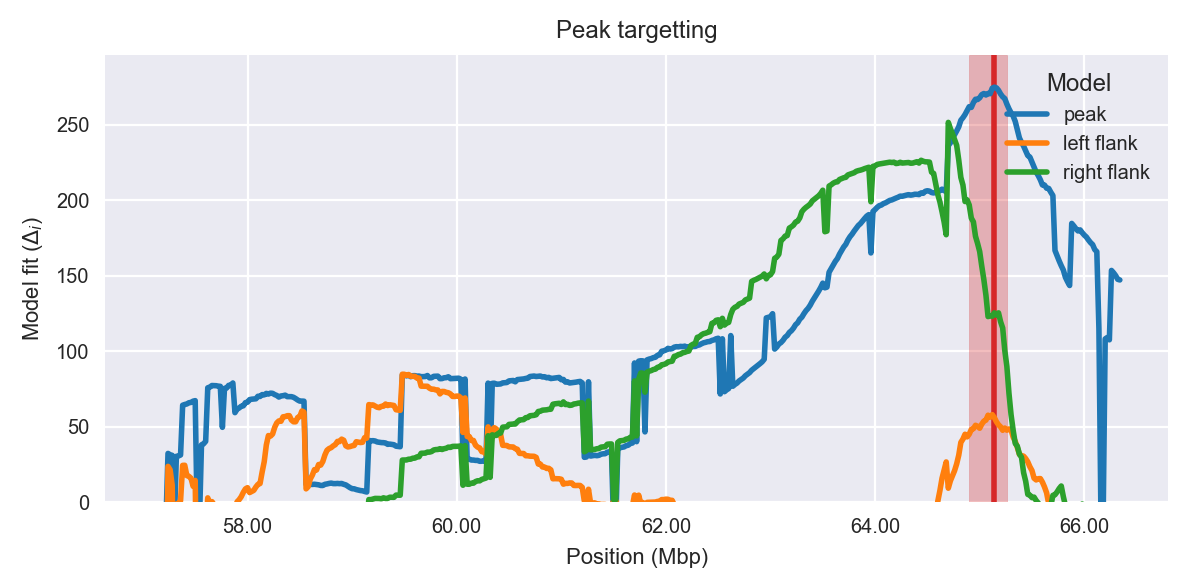 Peak targetting
Model
peak
left flank
right flank
Model fit (Δi)
250
200
150
100
50
0
58.00 60.00 62.00 64.00 66.00
Position (Mbp)